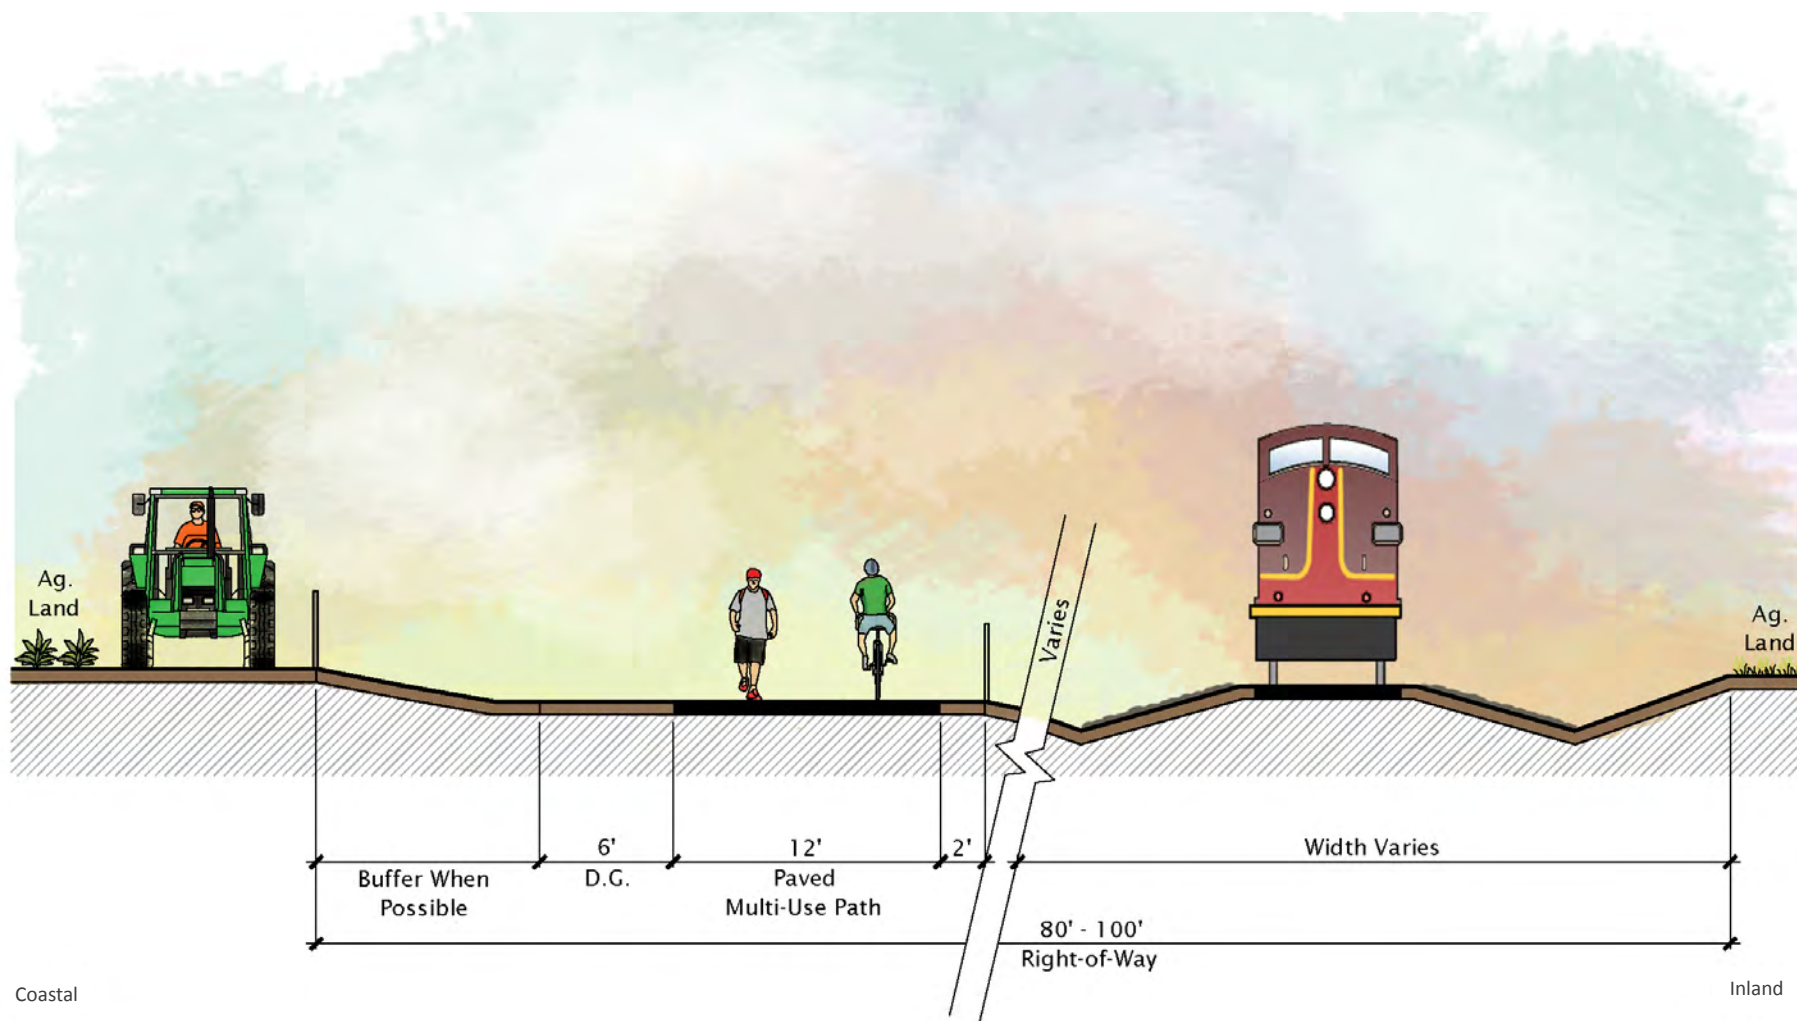 Ag.
Land
Varies
Ag.
Land
6'
12'
2'
Width Varies
Buffer When
Possible
D.G.
Paved
Multi-Use Path
80' - 100'
Right-of-Way
Coastal
Inland